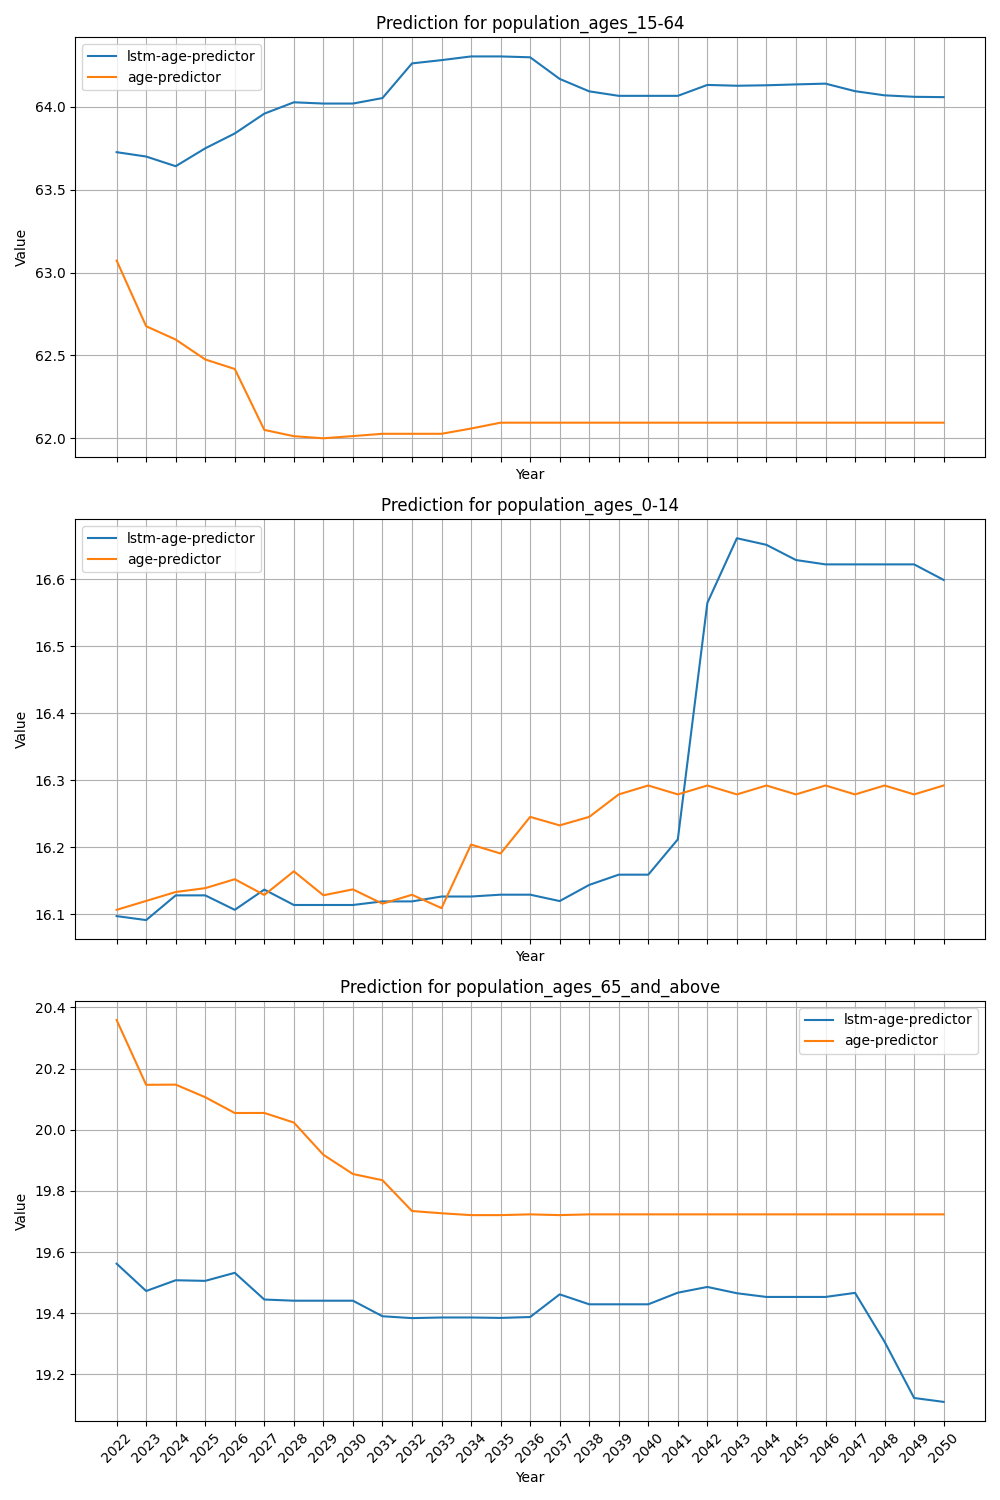 Prediction for population_ages_15-64
lstm-age-predictor
age-predictor
64.0
63.5
63.0
62.5
62.0
Value
Year
Prediction for population_ages_0-14
lstm-age-predictor
age-predictor
16.6
16.5
16.4
16.3
16.2
16.1
Value
Year
Prediction for population_ages_65_and_above
lstm-age-predictor
age-predictor
20.4
20.2
20.0
19.8
19.6
19.4
19.2
Value
2022 2023 2024 2025 2026 2027 2028 2029 2030 2031 2032 2033 2034 2035 2036 2037 2038 2039 2040 2041 2042 2043 2044 2045 2046 2047 2048 2049 2050
Year